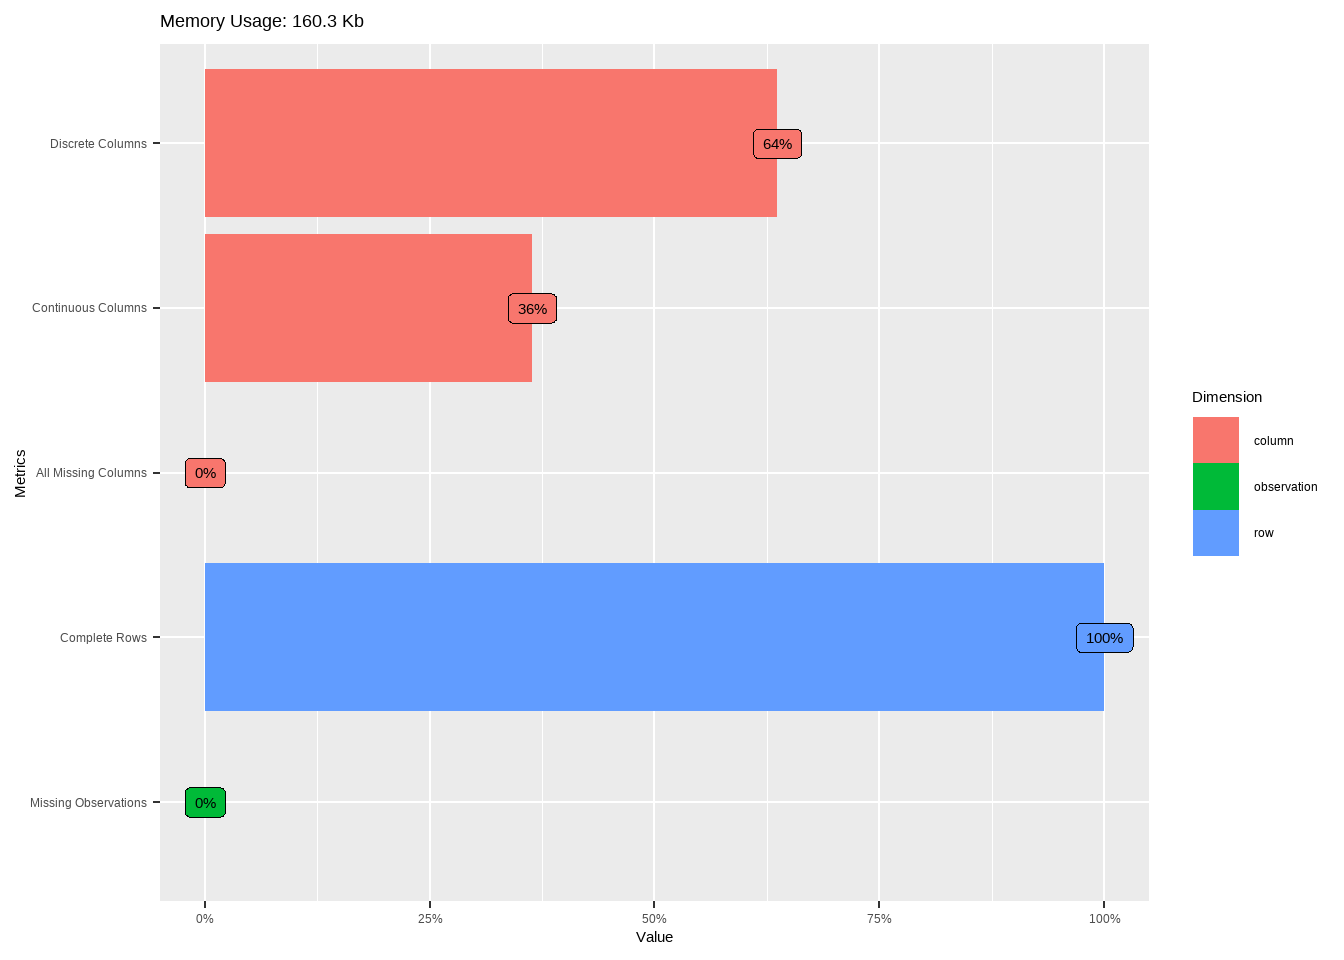 Memory Usage: 160.3 Kb
Metrics
Discrete Columns
64%
Continuous Columns
36%
All Missing Columns
0%
Complete Rows
100%
Missing Observations
0%
0%
25%
50%
75%
100%
Value
Dimension
column
observation
row